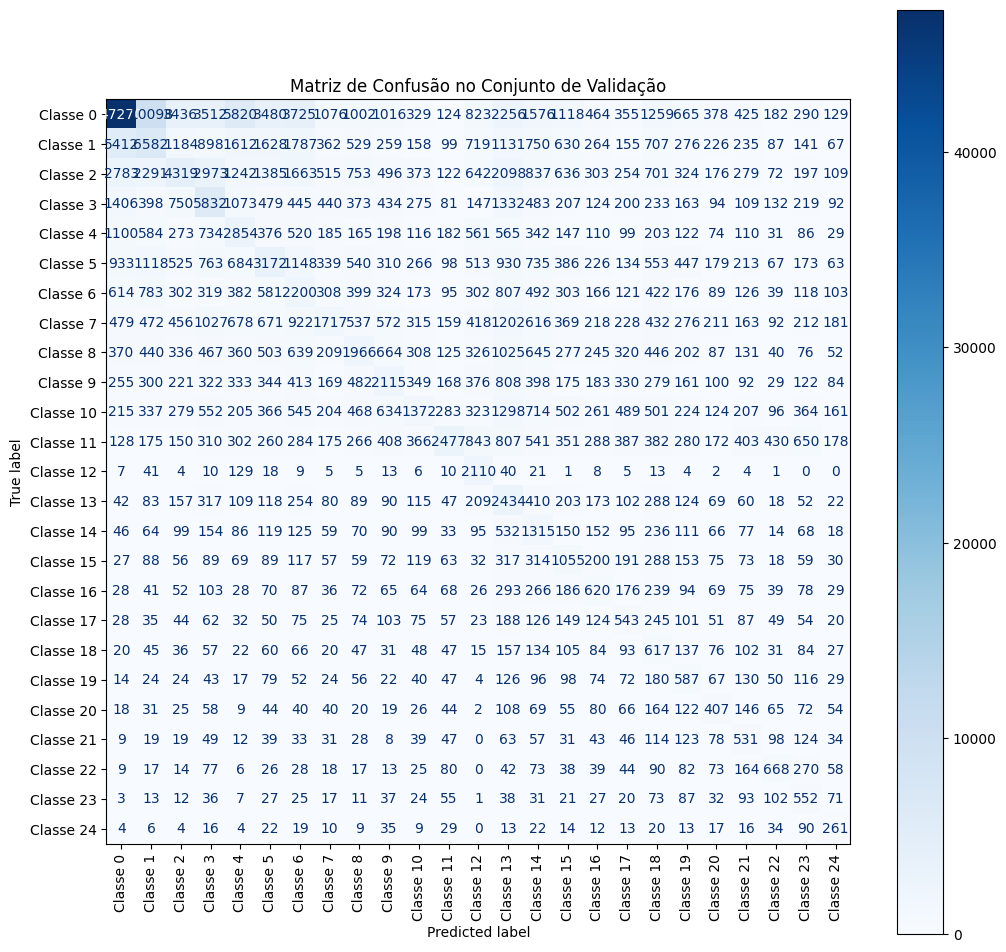 Matriz de Confusão no Conjunto de Validação
Classe 0 3436 3512 5820 3480 3725 1076 1002 1016 329 124 823 2256 1576 1118 464 355 1259 665 378 425 182 290 129
Classe 1 5412 6582 1184 898 1612 1628 1787 362 529 259 158 99 719 1131 750 630 264 155 707 276 226 235 87 141 67
Classe 2 2783 2291 4319 2973 1242 1385 1663 515 753 496 373 122 642 2098 837 636 303 254 701 324 176 279 72 197 109
Classe 3 1406 398 750 5832 1073 479 445 440 373 434 275 81 147 1332 483 207 124 200 233 163 94 109 132 219 92
Classe 4 1100 584 273 734 2854 376 520 185 165 198 116 182 561 565 342 147 110 99 203 122 74 110 31 86 29
Classe 5 933 1118 525 763 684 3172 1148 339 540 310 266 98 513 930 735 386 226 134 553 447 179 213 67 173 63
Classe 6 614 783 302 319 382 581 2200 308 399 324 173 95 302 807 492 303 166 121 422 176 89 126 39 118 103
Classe 7 479 472 456 1027 678 671 922 1717 537 572 315 159 418 1202 616 369 218 228 432 276 211 163 92 212 181
Classe 8 370 440 336 467 360 503 639 209 1966 664 308 125 326 1025 645 277 245 320 446 202 87 131 40 76 52
Classe 9 255 300 221 322 333 344 413 169 482 2115 349 168 376 808 398 175 183 330 279 161 100 92 29 122 84
Classe 10 215 337 279 552 205 366 545 204 468 634 1372 283 323 1298 714 502 261 489 501 224 124 207 96 364 161
Classe 11 128 175 150 310 302 260 284 175 266 408 366 2477 843 807 541 351 288 387 382 280 172 403 430 650 178
Classe 12 7 41 4 10 129 18 9 5 5 13 6 10 2110 40 21 1 8 5 13 4 2 4 1 0 0
Classe 13 42 83 157 317 109 118 254 80 89 90 115 47 209 2434 410 203 173 102 288 124 69 60 18 52 22
Classe 14 46 64 99 154 86 119 125 59 70 90 99 33 95 532 1315 150 152 95 236 111 66 77 14 68 18
Classe 15 27 88 56 89 69 89 117 57 59 72 119 63 32 317 314 1055 200 191 288 153 75 73 18 59 30
Classe 16 28 41 52 103 28 70 87 36 72 65 64 68 26 293 266 186 620 176 239 94 69 75 39 78 29
Classe 17 28 35 44 62 32 50 75 25 74 103 75 57 23 188 126 149 124 543 245 101 51 87 49 54 20
Classe 18 20 45 36 57 22 60 66 20 47 31 48 47 15 157 134 105 84 93 617 137 76 102 31 84 27
Classe 19 14 24 24 43 17 79 52 24 56 22 40 47 4 126 96 98 74 72 180 587 67 130 50 116 29
Classe 20 18 31 25 58 9 44 40 40 20 19 26 44 2 108 69 55 80 66 164 122 407 146 65 72 54
Classe 21 9 19 19 49 12 39 33 31 28 8 39 47 0 63 57 31 43 46 114 123 78 531 98 124 34
Classe 22 9 17 14 77 6 26 28 18 17 13 25 80 0 42 73 38 39 44 90 82 73 164 668 270 58
Classe 23 3 13 12 36 7 27 25 17 11 37 24 55 1 38 31 21 27 20 73 87 32 93 102 552 71
Classe 24 4 6 4 16 4 22 19 10 9 35 9 29 0 13 22 14 12 13 20 13 17 16 34 90 261
Classe 0 Classe 1 Classe 2 Classe 3 Classe 4 Classe 5 Classe 6 Classe 7 Classe 8 Classe 9 Classe 10 Classe 11 Classe 12 Classe 13 Classe 14 Classe 15 Classe 16 Classe 17 Classe 18 Classe 19 Classe 20 Classe 21 Classe 22 Classe 23 Classe 24
Predicted label
True label
40000
30000
20000
10000
0